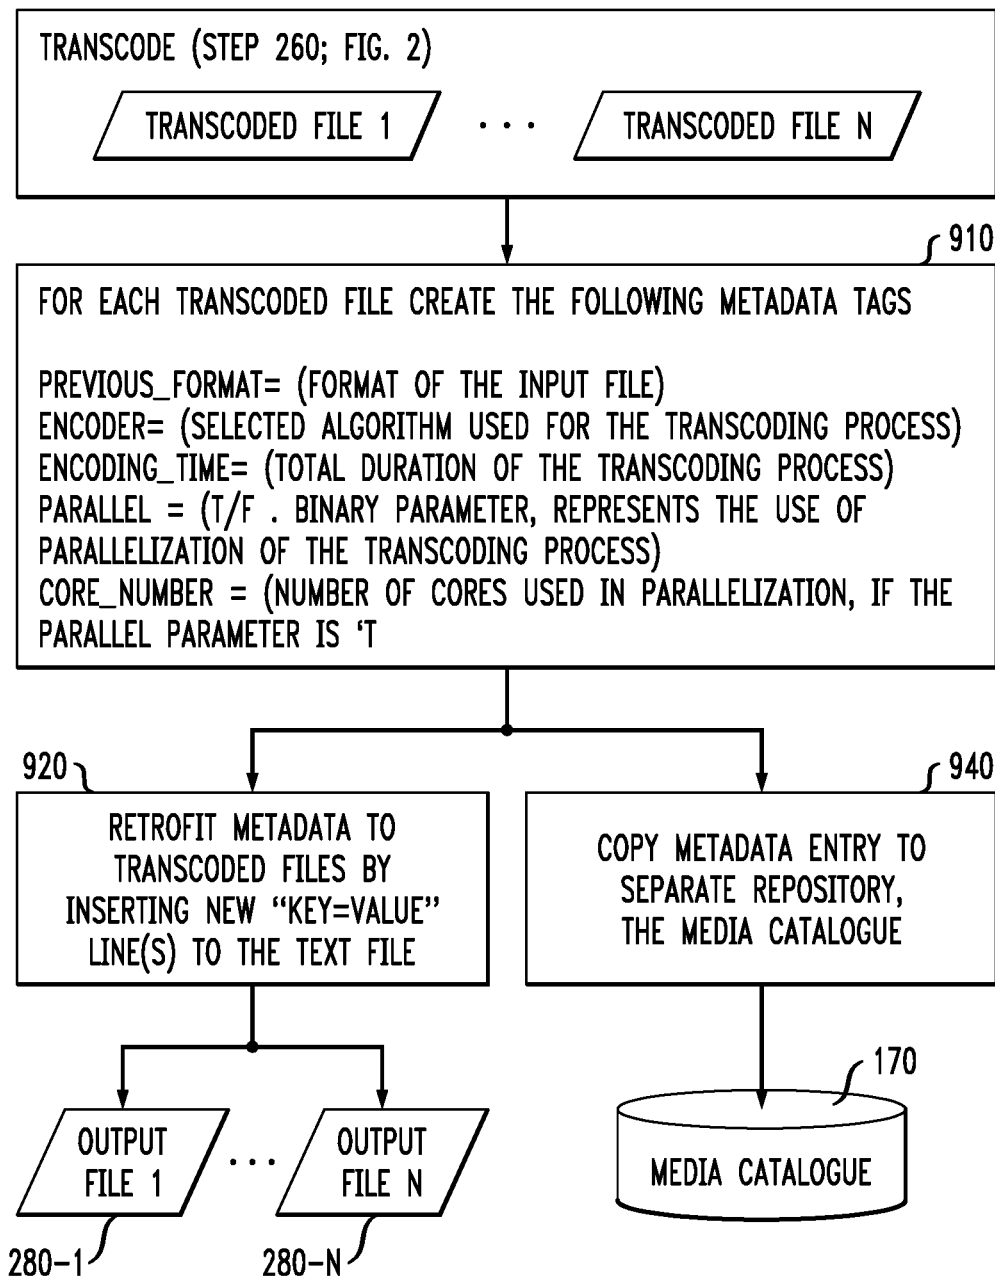 TRANSCODE (STEP 260; FIG. 2)
TRANSCODED FILE 1
. . .
TRANSCODED FILE N
910
FOR EACH TRANSCODED FILE CREATE THE FOLLOWING METADATA TAGS
PREVIOUS_FORMAT= (FORMAT OF THE INPUT FILE)
ENCODER= (SELECTED ALGORITHM USED FOR THE TRANSCODING PROCESS)
ENCODING_TIME= (TOTAL DURATION OF THE TRANSCODING PROCESS)
PARALLEL = (T/F . BINARY PARAMETER, REPRESENTS THE USE OF
PARALLELIZATION OF THE TRANSCODING PROCESS)
CORE_NUMBER = (NUMBER OF CORES USED IN PARALLELIZATION, IF THE
PARALLEL PARAMETER IS ‘T
920
RETROFIT METADATA TO
TRANSCODED FILES BY
INSERTING NEW “KEY=VALUE”
LINE(S) TO THE TEXT FILE
940
COPY METADATA ENTRY TO
SEPARATE REPOSITORY,
THE MEDIA CATALOGUE
OUTPUT
FILE 1
. . .
OUTPUT
FILE N
280-1
280-N
170
MEDIA CATALOGUE